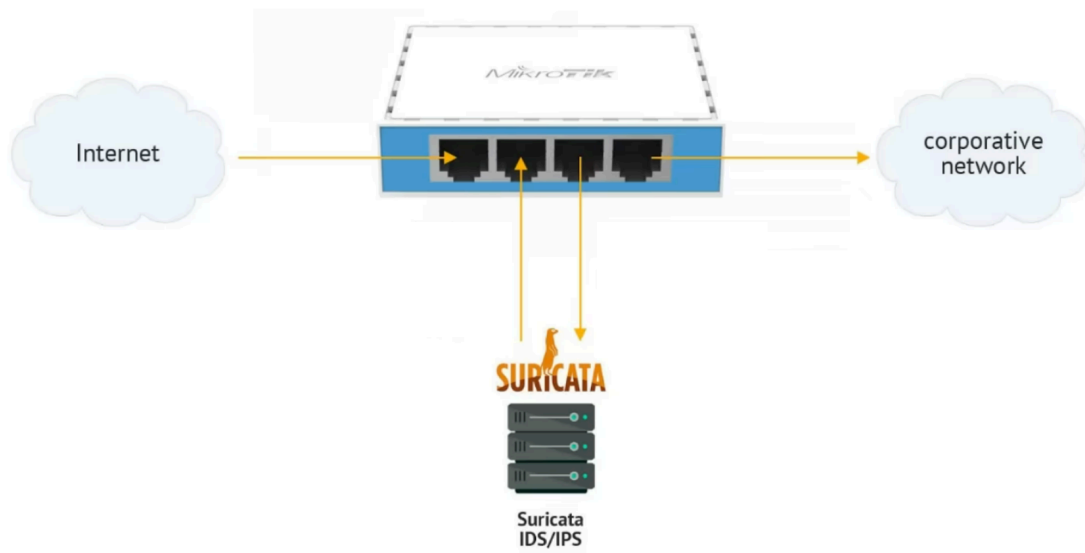 MikroTik
Internet
corporative
network
SURICATA
Suricata
IDS/IPS